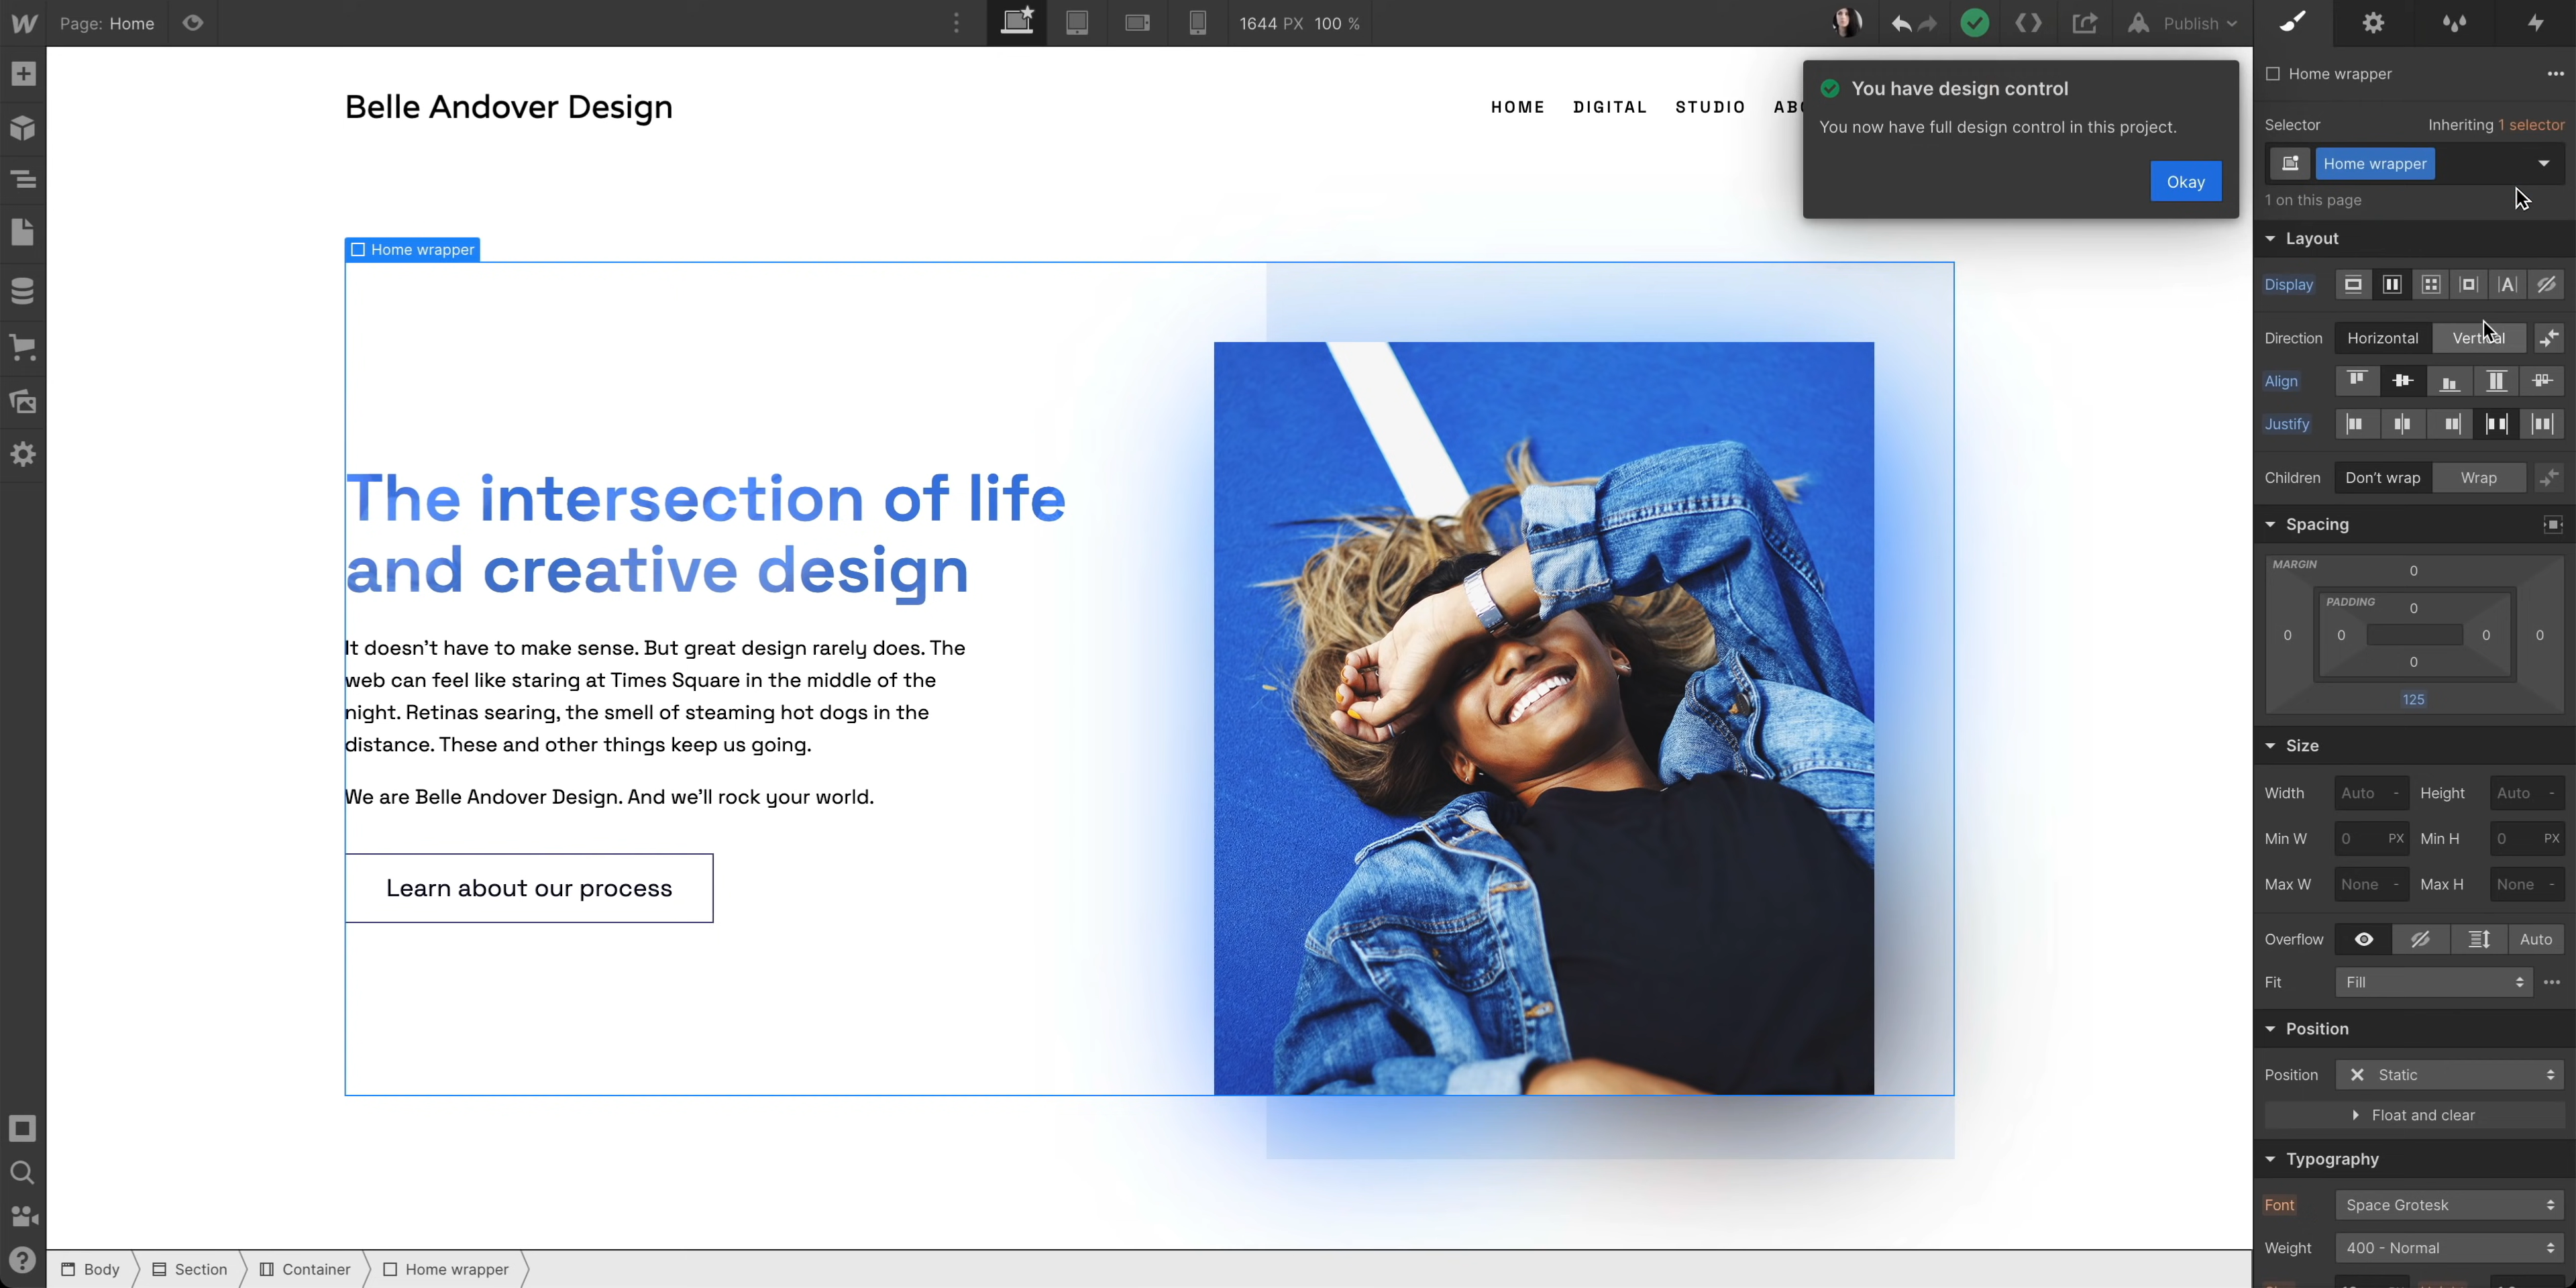 Page: Home
1644 PX 100 %
Publish
Belle Andover Design
HOME DIGITAL STUDIO
You have design control
You now have full design control in this project.
Okay
Home wrapper
The intersection of life
and creative design
It doesn't have to make sense. But great design rarely does. The
web can feel like staring at Times Square in the middle of the
night. Retinas searing, the smell of steaming hot dogs in the
distance. These and other things keep us going.
We are Belle Andover Design. And we'll rock your world.
Learn about our process
Body Section Container Home wrapper
Home wrapper
Selector Inheriting 1 selector
Home wrapper
1 on this page
Layout
Display
Direction Horizontal Vertical
Align
Justify
Children Don't wrap Wrap
Spacing
MARGIN 0
PADDING 0
0 0 0 0
0
125
Size
Width Auto - Height Auto -
Min W 0 PX Min H 0 PX
Max W None - Max H None -
Overflow Auto
Fit Fill
Position
Position Static
Float and clear
Typography
Font Space Grotesk
Weight 400 - Normal